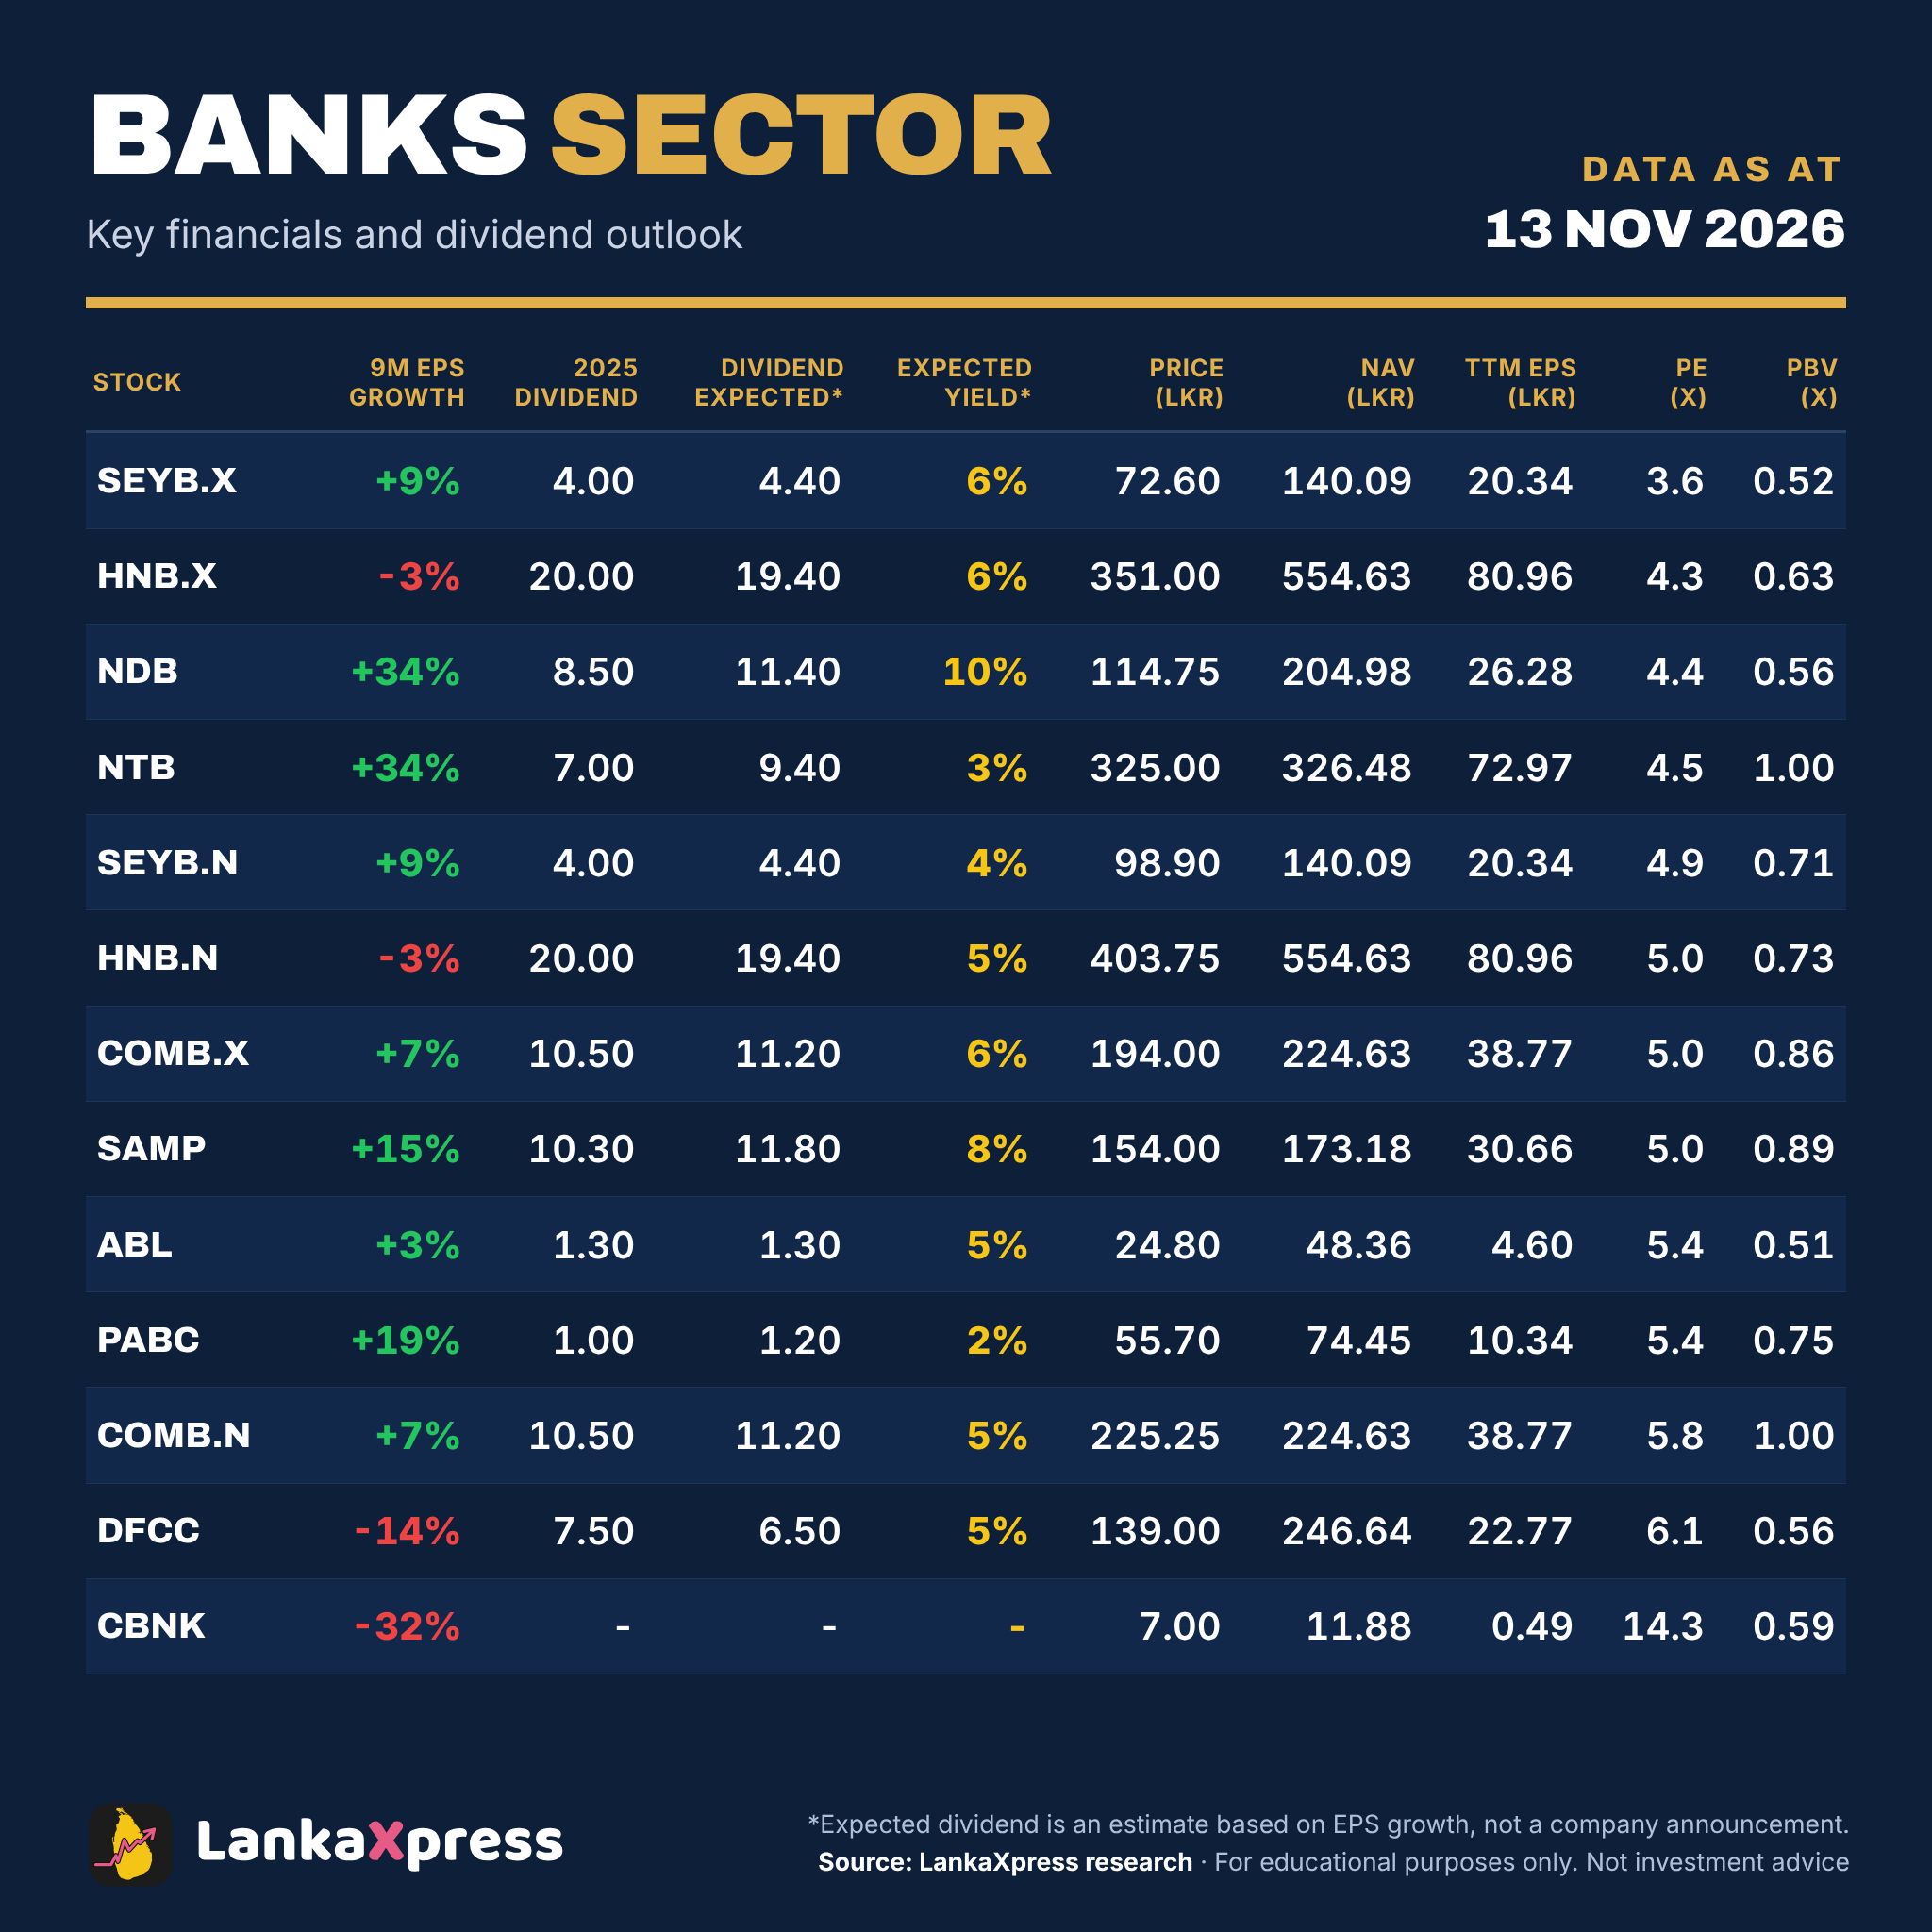 BANKS SECTOR
Key financials and dividend outlook
DATA AS AT
13 NOV 2026
STOCK 9M EPS GROWTH 2025 DIVIDEND DIVIDEND EXPECTED* EXPECTED YIELD* PRICE (LKR) NAV (LKR) TTM EPS (LKR) PE (X) PBV (X)
SEYB.X +9% 4.00 4.40 6% 72.60 140.09 20.34 3.6 0.52
HNB.X -3% 20.00 19.40 6% 351.00 554.63 80.96 4.3 0.63
NDB +34% 8.50 11.40 10% 114.75 204.98 26.28 4.4 0.56
NTB +34% 7.00 9.40 3% 325.00 326.48 72.97 4.5 1.00
SEYB.N +9% 4.00 4.40 4% 98.90 140.09 20.34 4.9 0.71
HNB.N -3% 20.00 19.40 5% 403.75 554.63 80.96 5.0 0.73
COMB.X +7% 10.50 11.20 6% 194.00 224.63 38.77 5.0 0.86
SAMP +15% 10.30 11.80 8% 154.00 173.18 30.66 5.0 0.89
ABL +3% 1.30 1.30 5% 24.80 48.36 4.60 5.4 0.51
PABC +19% 1.00 1.20 2% 55.70 74.45 10.34 5.4 0.75
COMB.N +7% 10.50 11.20 5% 225.25 224.63 38.77 5.8 1.00
DFCC -14% 7.50 6.50 5% 139.00 246.64 22.77 6.1 0.56
CBNK -32% - - - 7.00 11.88 0.49 14.3 0.59
LankaXpress
*Expected dividend is an estimate based on EPS growth, not a company announcement.
Source: LankaXpress research · For educational purposes only. Not investment advice